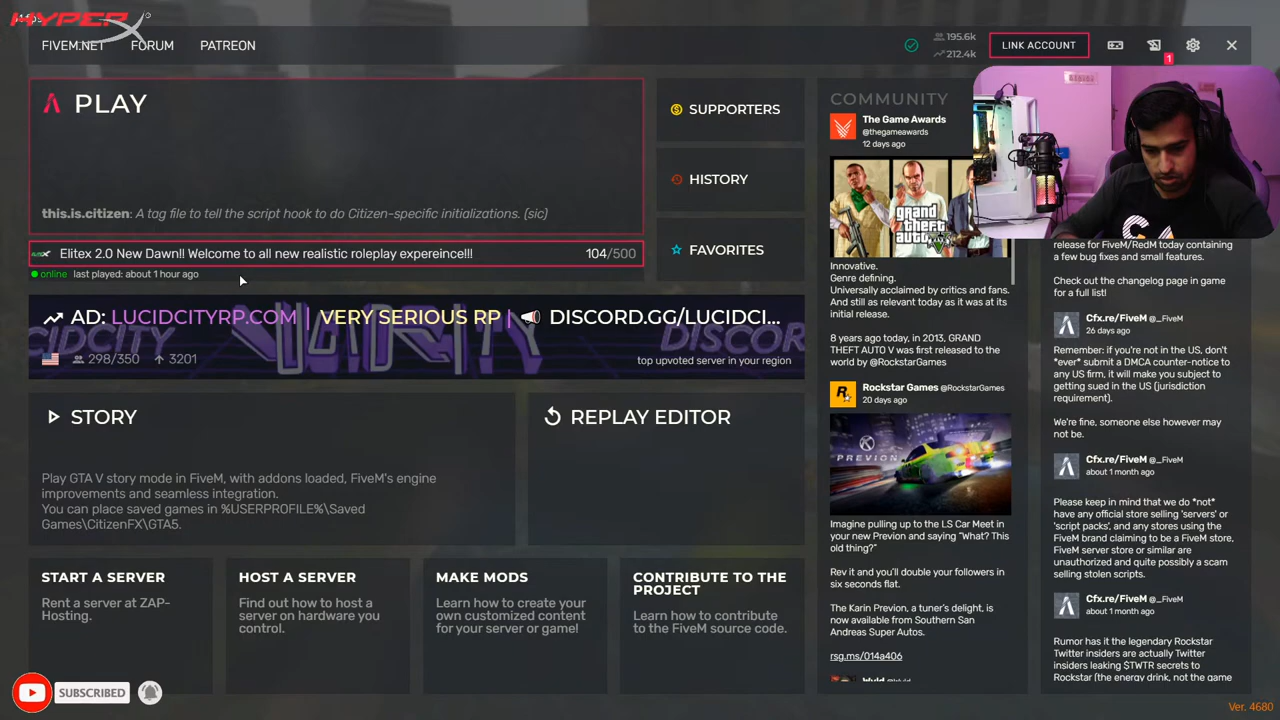 HYPERX
FIVEM.NET FORUM PATREON
195.6k
212.4k
LINK ACCOUNT
1
PLAY
this.is.citizen: A tag file to tell the script hook to do Citizen-specific initializations. (sic)
Elitex 2.0 New Dawn!! Welcome to all new realistic roleplay expereince!!! 104/500
online last played: about 1 hour ago
SUPPORTERS
HISTORY
FAVORITES
AD: LUCIDCITYRP.COM | VERY SERIOUS RP | DISCORD.GG/LUCIDCI...
298/350 3201
top upvoted server in your region
STORY
Play GTA V story mode in FiveM, with addons loaded, FiveM's engine
improvements and seamless integration.
You can place saved games in %USERPROFILE%\Saved
Games\CitizenFX\GTA5.
REPLAY EDITOR
START A SERVER
Rent a server at ZAP-
Hosting.
HOST A SERVER
Find out how to host a
server on hardware you
control.
MAKE MODS
Learn how to create your
own customized content
for your server or game!
CONTRIBUTE TO THE
PROJECT
Learn how to contribute
to the FiveM source code.
COMMUNITY
The Game Awards
@thegameawards
12 days ago
grand
theft
auto
V
Innovative.
Genre defining.
Universally acclaimed by critics and fans.
And still as relevant today as it was at its
initial release.
8 years ago today, in 2013, GRAND
THEFT AUTO V was first released to the
world by @RockstarGames
Rockstar Games @RockstarGames
20 days ago
PREVION
Imagine pulling up to the LS Car Meet in
your new Previon and saying "What? This
old thing?"
Rev it and you'll double your followers in
six seconds flat.
The Karin Previon, a tuner's delight, is
now available from Southern San
Andreas Super Autos.
rsg.ms/014a406
release for FiveM/RedM today containing
a few bug fixes and small features.
Check out the changelog page in game
for a full list!
Cfx.re/FiveM @_FiveM
26 days ago
Remember: if you're not in the US, don't
*ever* submit a DMCA counter-notice to
any US firm, it will make you subject to
getting sued in the US (jurisdiction
requirement).
We're fine, someone else however may
not be.
Cfx.re/FiveM @_FiveM
about 1 month ago
Please keep in mind that we do *not*
have any official store selling 'servers' or
'script packs', and any stores using the
FiveM brand claiming to be a FiveM store,
FiveM server store or similar are
unauthorized and quite possibly a scam
selling stolen scripts.
Cfx.re/FiveM @_FiveM
about 1 month ago
Rumor has it the legendary Rockstar
Twitter insiders are actually Twitter
insiders leaking $TWTR secrets to
Rockstar (the energy drink, not the game
SUBSCRIBED
Ver. 4680